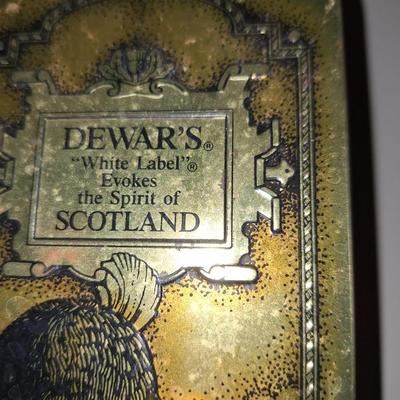 DEWAR'S®
"White Label"®
Evokes
the Spirit of
SCOTLAND